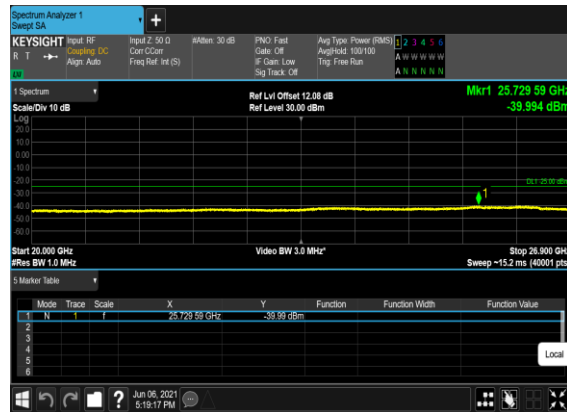 Spectrum Analyzer 1
Swept SA
+
KEYSIGHT Input: RF Input Z: 50 Ω #Atten: 30 dB PNO: Fast Avg Type: Power (RMS) 1 2 3 4 5 6
R T Coupling: DC Corr CCorr Gate: Off Avg|Hold: 100/100 A W W W W W
Align: Auto Freq Ref: Int (S) IF Gain: Low Trig: Free Run
LW Sig Track: Off A N N N N N
1 Spectrum Ref Lvl Offset 12.08 dB Mkr1 25.729 59 GHz
Scale/Div 10 dB Ref Level 30.00 dBm -39.994 dBm
Log
20.0
10.0
0.00
-10.0
-20.0
DL1 -25.00 dBm
-30.0
1
-40.0
-50.0
-60.0
Start 20.000 GHz Video BW 3.0 MHz* Stop 26.900 GHz
#Res BW 1.0 MHz Sweep ~15.2 ms (40001 pts)
5 Marker Table
Mode Trace Scale X Y Function Function Width Function Value
1 N 1 f 25.729 59 GHz -39.99 dBm
2
3
4
5
6
Local
? Jun 06, 2021
5:19:17 PM